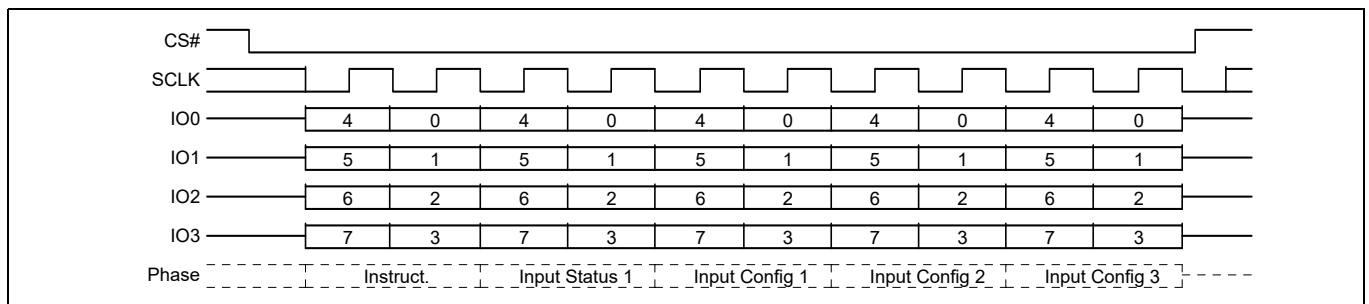 CS#
SCLK
IO0 4 0 4 0 4 0 4 0 4 0
IO1 5 1 5 1 5 1 5 1 5 1
IO2 6 2 6 2 6 2 6 2 6 2
IO3 7 3 7 3 7 3 7 3 7 3
Phase Instruct. Input Status 1 Input Config 1 Input Config 2 Input Config 3